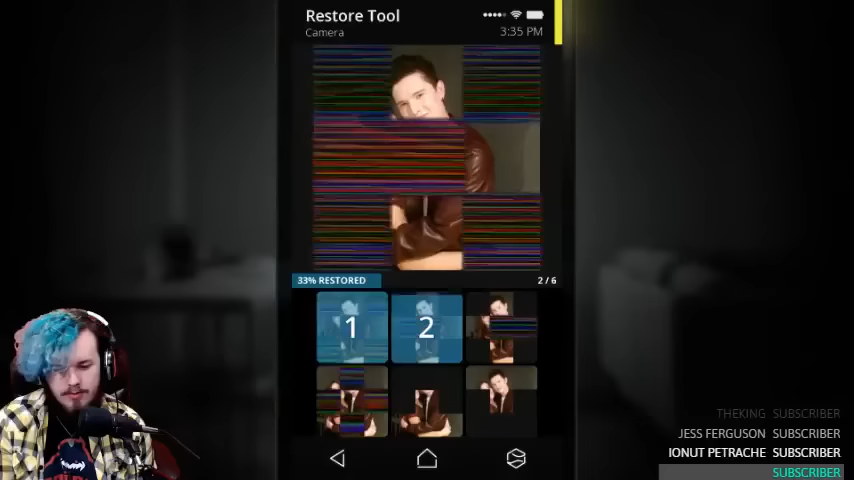 Restore Tool
Camera
3:35 PM
33% RESTORED
2 / 6
1
2
THEKING SUBSCRIBER
JESS FERGUSON SUBSCRIBER
IONUT PETRACHE SUBSCRIBER
SUBSCRIBER